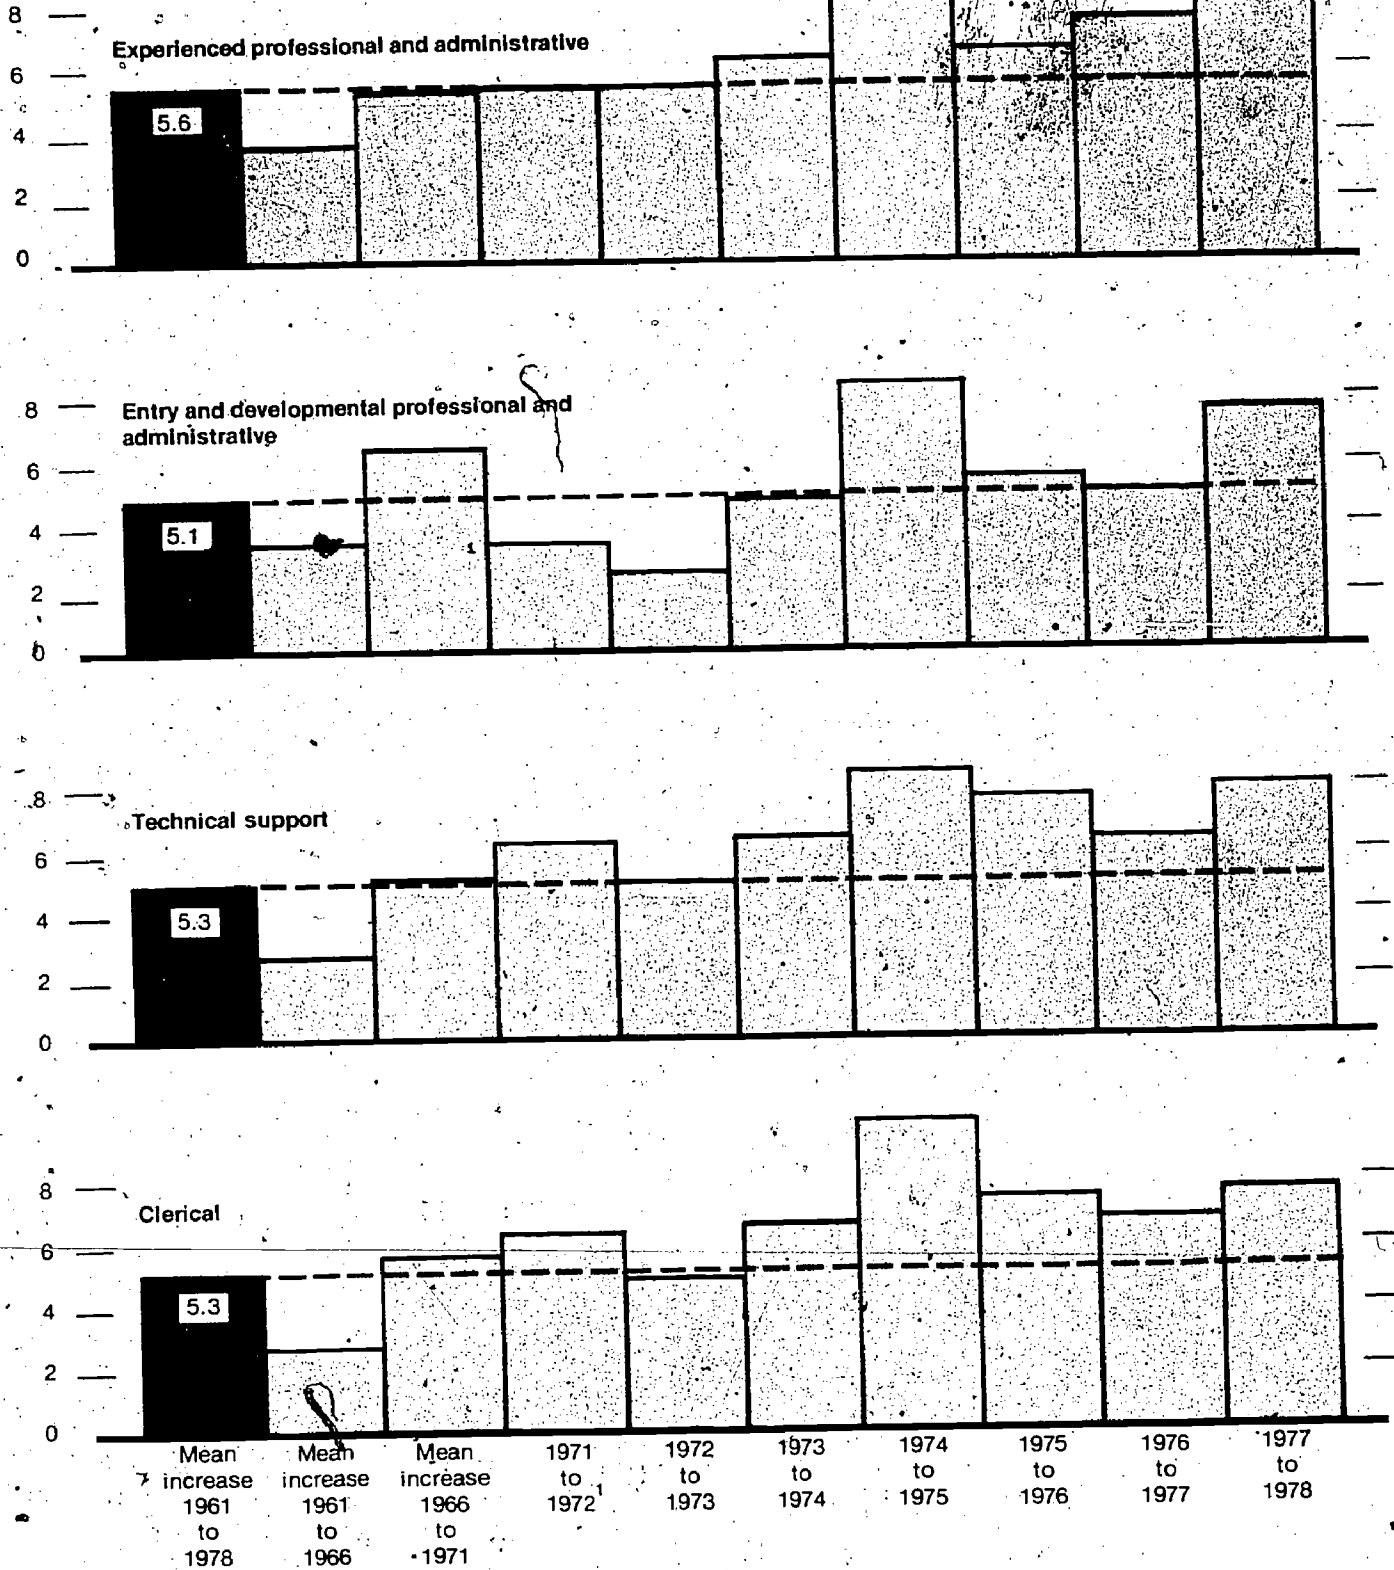 8
Experienced professional and administrative
6
5.6
4
2
0
8
Entry and developmental professional and
administrative
6
4
5.1
2
0
8
Technical support
6
4
5.3
2
0
8
Clerical
6
4
5.3
2
0
Mean
increase
1961
to
1978
Mean
increase
1961
to
1966
Mean
increase
1966
to
1971
1971
to
1972¹
1972
to
1973
1973
to
1974
1974
to
1975
1975
to
1976
1976
to
1977
1977
to
1978